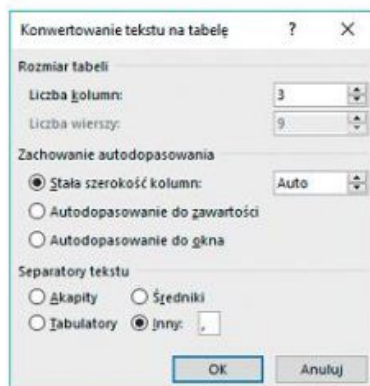 Konwertowanie tekstu na tabelę ? ×
Rozmiar tabeli
Liczba kolumn: 3
Liczba wierszy: 9
Zachowanie autodopasowania
Stała szerokość kolumn: Auto
Autodopasowanie do zawartości
Autodopasowanie do okna
Separatory tekstu
Akapity Średniki
Tabulatory Inny: ,
OK Anuluj